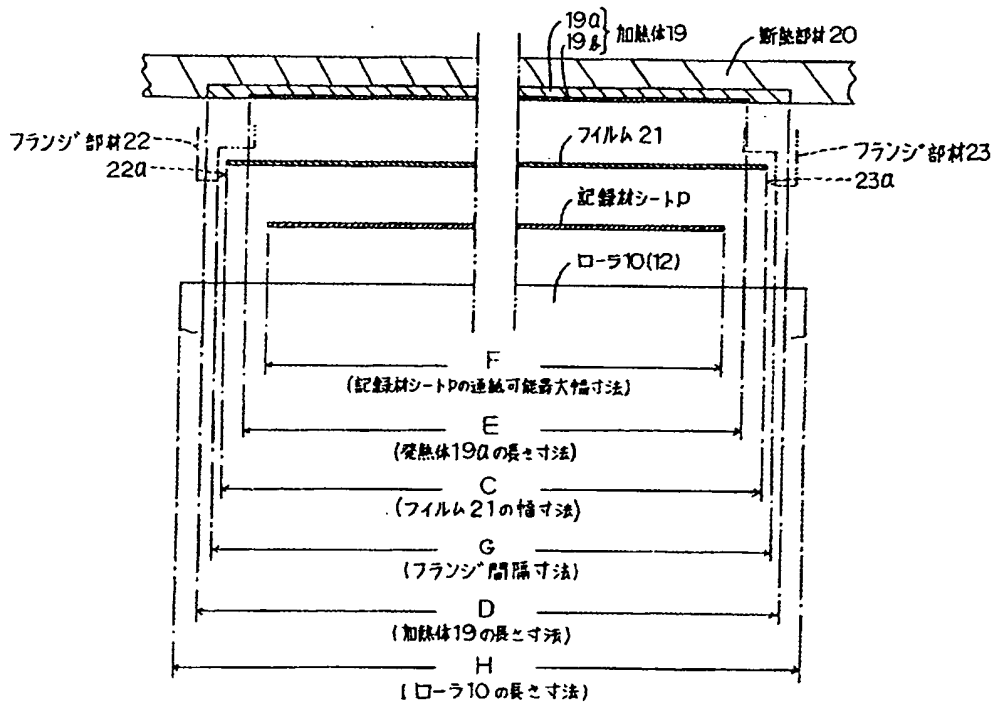 19a
19b
} 加熱体19
断熱部材20
フランジ部材22
22a
フイルム21
フランジ部材23
23a
記録材シートP
ローラ10(12)
F
(記録材シートPの通紙可能最大幅寸法)
E
(発熱体19aの長さ寸法)
C
(フィルム21の幅寸法)
G
(フランジ間隔寸法)
D
(加熱体19の長さ寸法)
H
(ローラ10の長さ寸法)